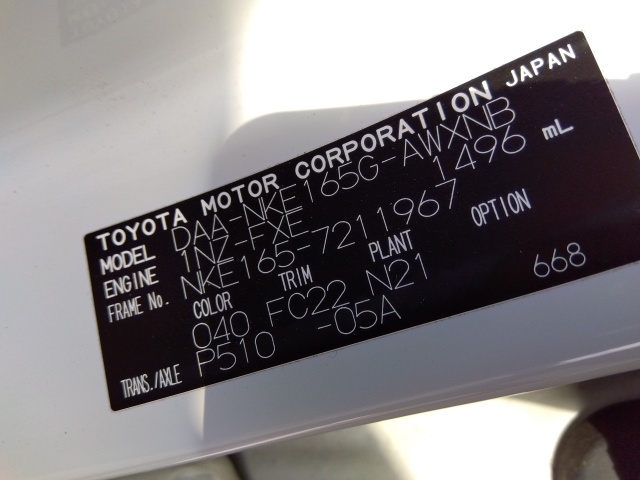 TOYOTA MOTOR CORPORATION JAPAN
MODEL DAA-NKE165G-AWXNB
ENGINE 1NZ-FXE 1496 mL
FRAME No. NKE165-7211967
COLOR TRIM PLANT OPTION
040 FC22 N21
TRANS./AXLE P510 -05A 668